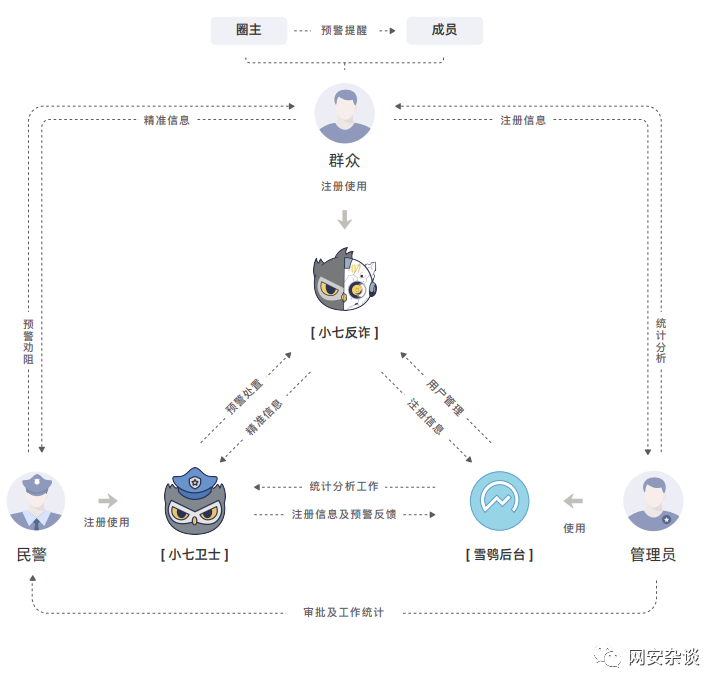 圈主
预警提醒
成员
精准信息
注册信息
群众
注册使用
07
[ 小七反诈 ]
预警劝阻
统计分析
预警处置
精准信息
用户管理
注册信息
统计分析工作
注册信息及预警反馈
注册使用
使用
民警
[ 小七卫士 ]
[ 雪鸮后台 ]
管理员
审批及工作统计
网安杂谈